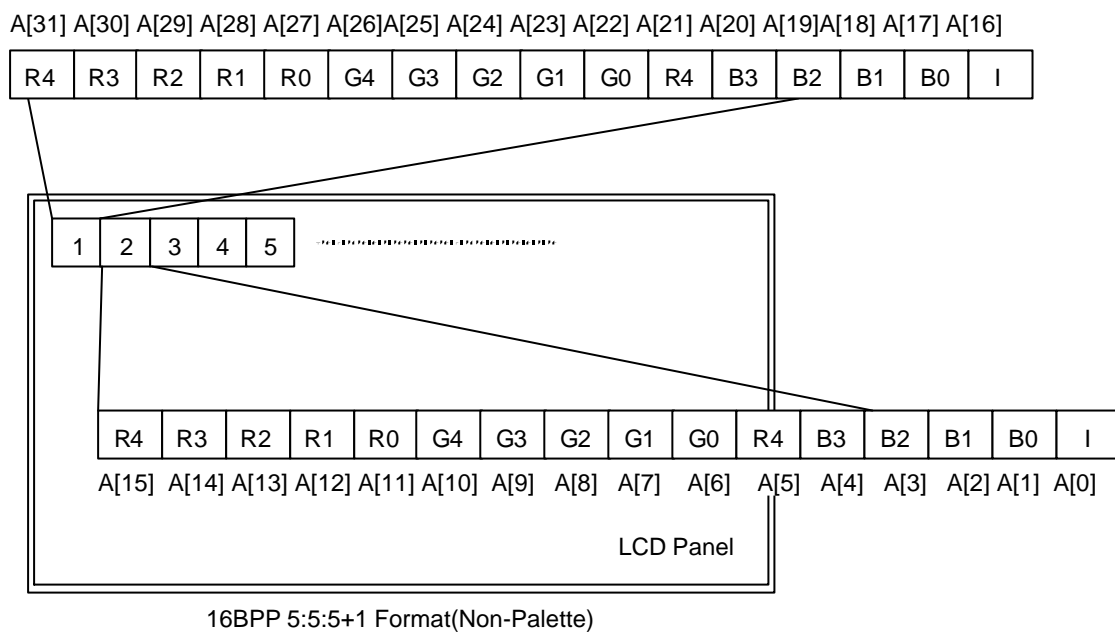 A[31] A[30] A[29] A[28] A[27] A[26]A[25] A[24] A[23] A[22] A[21] A[20] A[19]A[18] A[17] A[16]
R4 R3 R2 R1 R0 G4 G3 G2 G1 G0 R4 B3 B2 B1 B0 I
1 2 3 4 5
R4 R3 R2 R1 R0 G4 G3 G2 G1 G0 R4 B3 B2 B1 B0 I
A[15] A[14] A[13] A[12] A[11] A[10] A[9] A[8] A[7] A[6] A[5] A[4] A[3] A[2] A[1] A[0]
LCD Panel
16BPP 5:5:5+1 Format(Non-Palette)